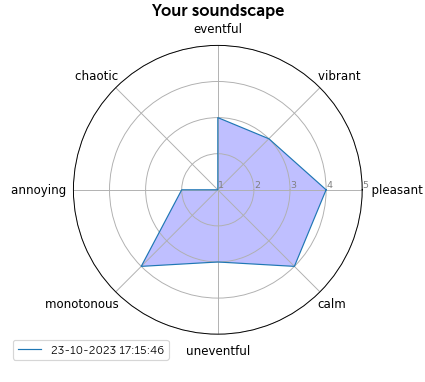 Your soundscape
eventful
chaotic
vibrant
annoying
1 2 3 4 5
pleasant
monotonous
calm
uneventful
23-10-2023 17:15:46